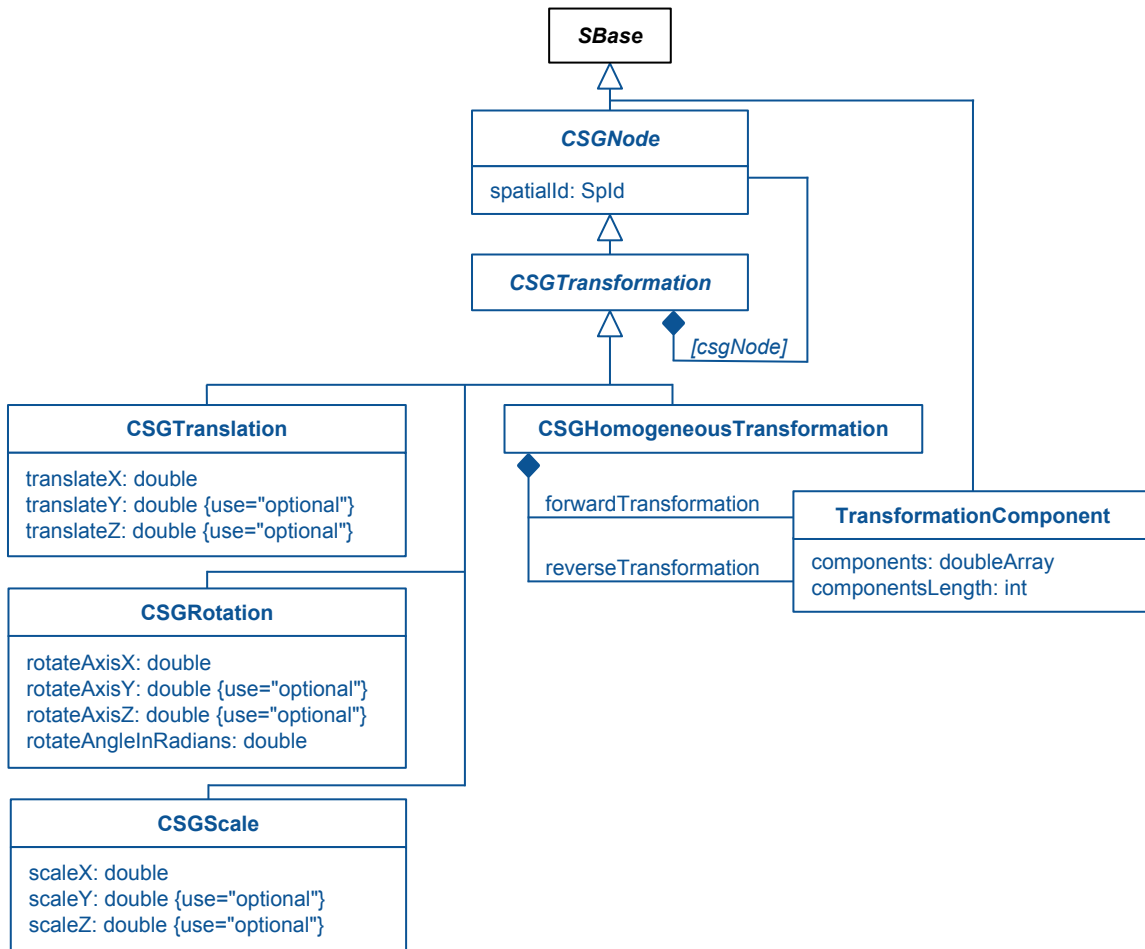 SBase
CSGNode
spatialId: SpId
CSGTransformation
[csgNode]
CSGTranslation
translateX: double
translateY: double {use="optional"}
translateZ: double {use="optional"}
CSGHomogeneousTransformation
forwardTransformation
reverseTransformation
TransformationComponent
components: doubleArray
componentsLength: int
CSGRotation
rotateAxisX: double
rotateAxisY: double {use="optional"}
rotateAxisZ: double {use="optional"}
rotateAngleInRadians: double
CSGScale
scaleX: double
scaleY: double {use="optional"}
scaleZ: double {use="optional"}